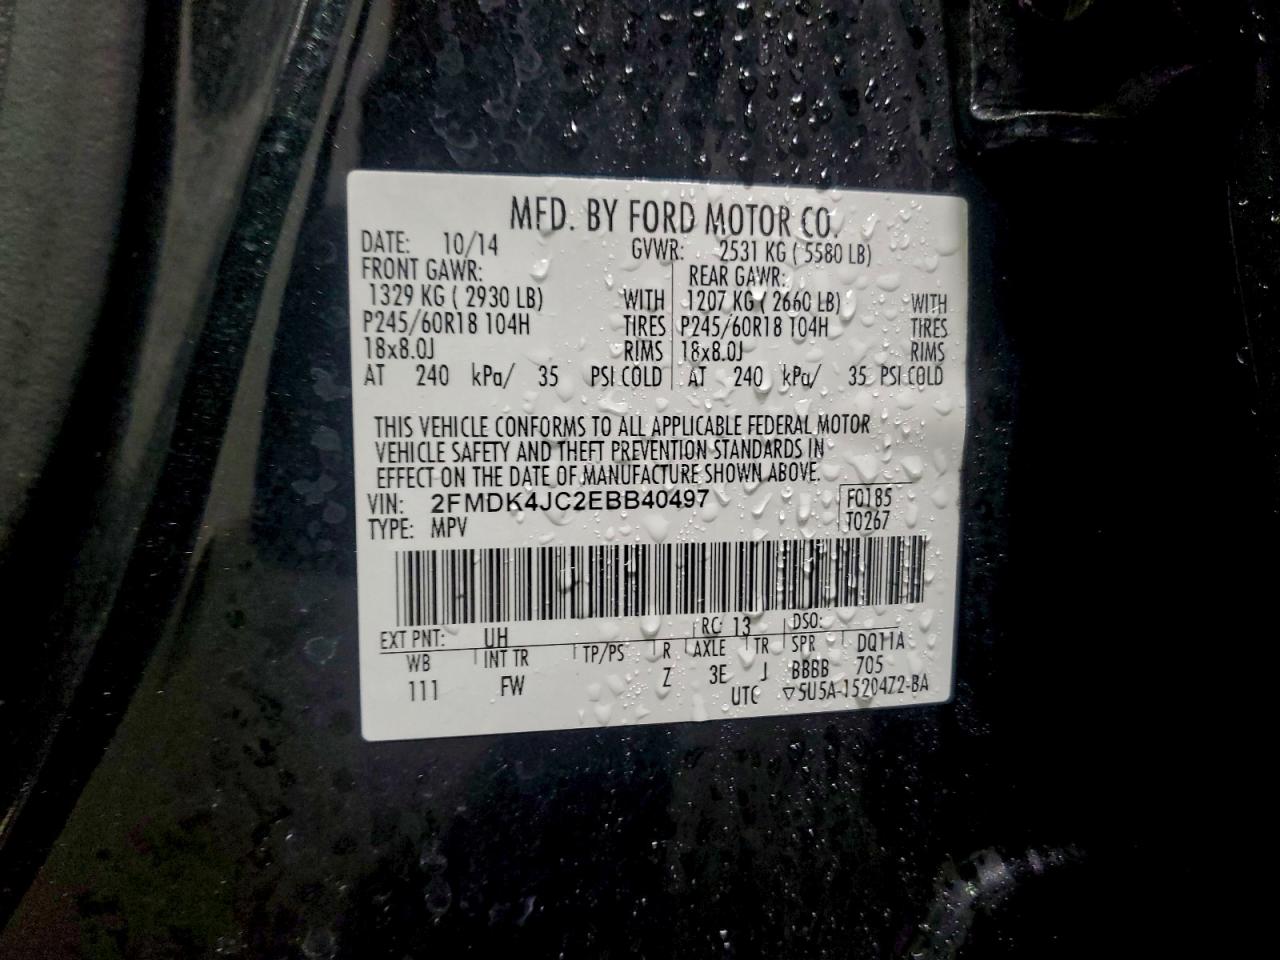 MFD. BY FORD MOTOR CO.
DATE: 10/14 GVWR: 2531 KG ( 5580 LB)
FRONT GAWR: REAR GAWR:
1329 KG ( 2930 LB) WITH 1207 KG ( 2660 LB) WITH
P245/60R18 104H TIRES P245/60R18 104H TIRES
18x8.0J RIMS 18x8.0J RIMS
AT 240 kPa/ 35 PSI COLD AT 240 kPa/ 35 PSI COLD
THIS VEHICLE CONFORMS TO ALL APPLICABLE FEDERAL MOTOR
VEHICLE SAFETY AND THEFT PREVENTION STANDARDS IN
EFFECT ON THE DATE OF MANUFACTURE SHOWN ABOVE.
VIN: 2FMDK4JC2EBB40497 F0185
TYPE: MPV T0267
EXT PNT: UH RC: 13 DSO:
WB INT TR TP/PS R AXLE TR SPR DQ11A
111 FW Z 3E J BBBB 705
UTC ▽5U5A-1520472-BA